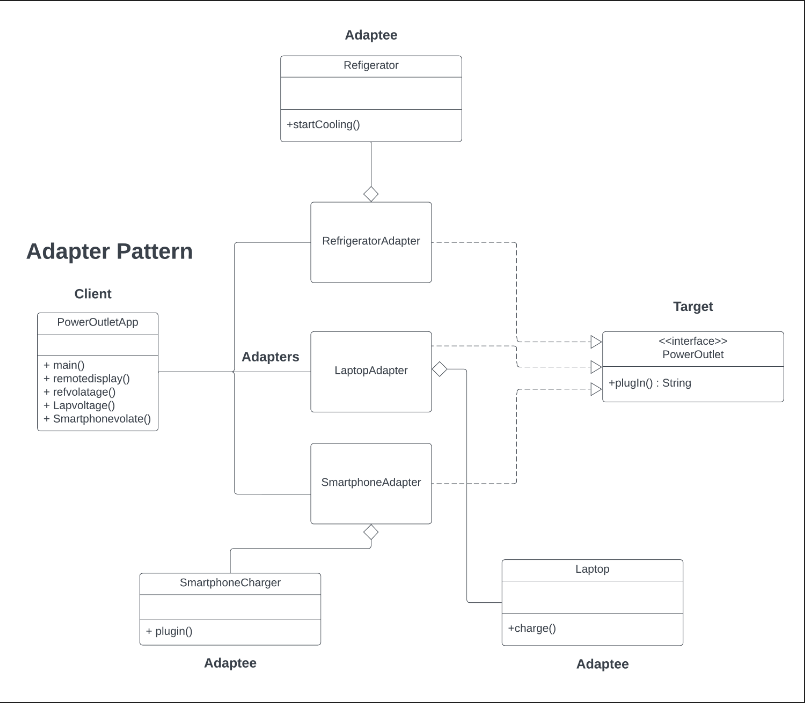 Adaptee
Refigerator
+startCooling()
RefrigeratorAdapter
Adapter Pattern
Client
PowerOutletApp
+ main()
+ remotedisplay()
+ refvolatage()
+ Lapvoltage()
+ Smartphonevolate()
Adapters
LaptopAdapter
Target
<<interface>>
PowerOutlet
+plugIn() : String
SmartphoneAdapter
SmartphoneCharger
+ plugin()
Adaptee
Laptop
+charge()
Adaptee